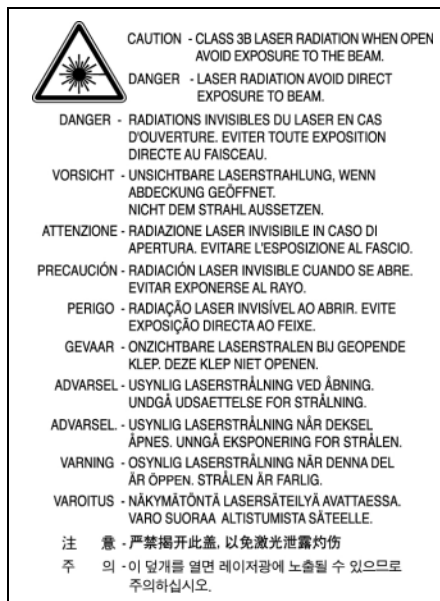 CAUTION - CLASS 3B LASER RADIATION WHEN OPEN
AVOID EXPOSURE TO THE BEAM.
DANGER - LASER RADIATION AVOID DIRECT
EXPOSURE TO BEAM.
DANGER - RADIATIONS INVISIBLES DU LASER EN CAS
D'OUVERTURE. EVITER TOUTE EXPOSITION
DIRECTE AU FAISCEAU.
VORSICHT - UNSICHTBARE LASERSTRAHLUNG, WENN
ABDECKUNG GEÖFFNET.
NICHT DEM STRAHL AUSSETZEN.
ATTENZIONE - RADIAZIONE LASER INVISIBILE IN CASO DI
APERTURA. EVITARE L'ESPOSIZIONE AL FASCIO.
PRECAUCIÓN - RADIACIÓN LASER INVISIBLE CUANDO SE ABRE.
EVITAR EXPONERSE AL RAYO.
PERIGO - RADIAÇÃO LASER INVISÍVEL AO ABRIR. EVITE
EXPOSIÇÃO DIRECTA AO FEIXE.
GEVAAR - ONZICHTBARE LASERSTRALEN BIJ GEOPENDE
KLEP. DEZE KLEP NIET OPENEN.
ADVARSEL - USYNLIG LASERSTRÅLNING VED ÅBNING.
UNDGÅ UDSAETTELSE FOR STRÅLNING.
ADVARSEL. - USYNLIG LASERSTRÅLNING NÅR DEKSEL
ÅPNES. UNNGÅ EKSPONERING FOR STRÅLEN.
VARNING - OSYNLIG LASERSTRÅLNING NÄR DENNA DEL
ÄR ÖPPEN. STRÅLEN ÄR FARLIG.
VAROITUS - NÄKYMÄTÖNTÄ LASERSÄTEILYÄ AVATTAESSA.
VARO SUORAA ALTISTUMISTA SÄTEELLE.
注 意 - 严禁揭开此盖, 以免激光泄露灼伤
주 의 - 이 덮개를 열면 레이저광에 노출될 수 있으므로
주의하십시오.